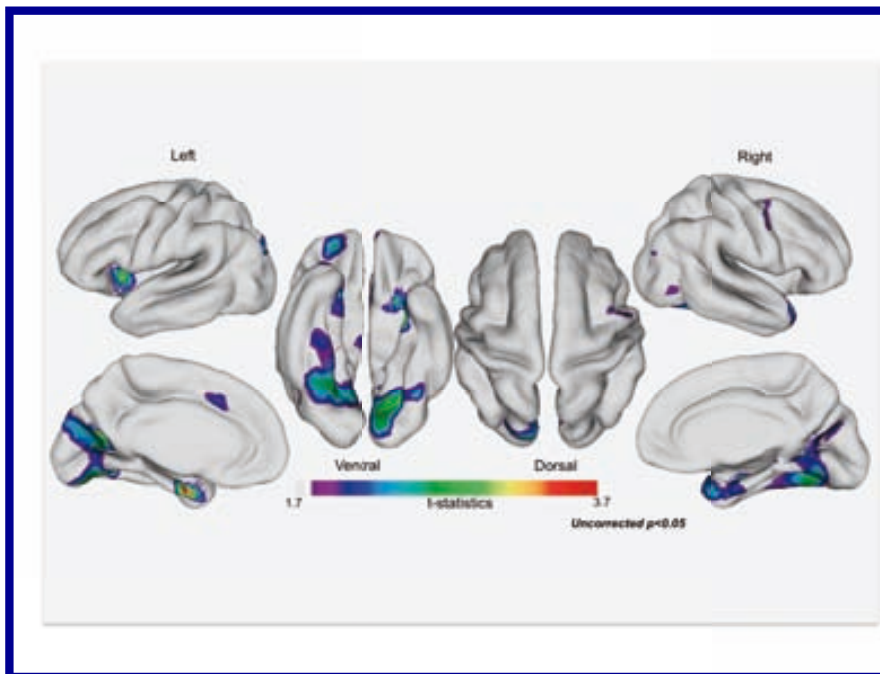 Left
Right
Ventral
Dorsal
1.7
t-statistics
3.7
Uncorrected p<0.05